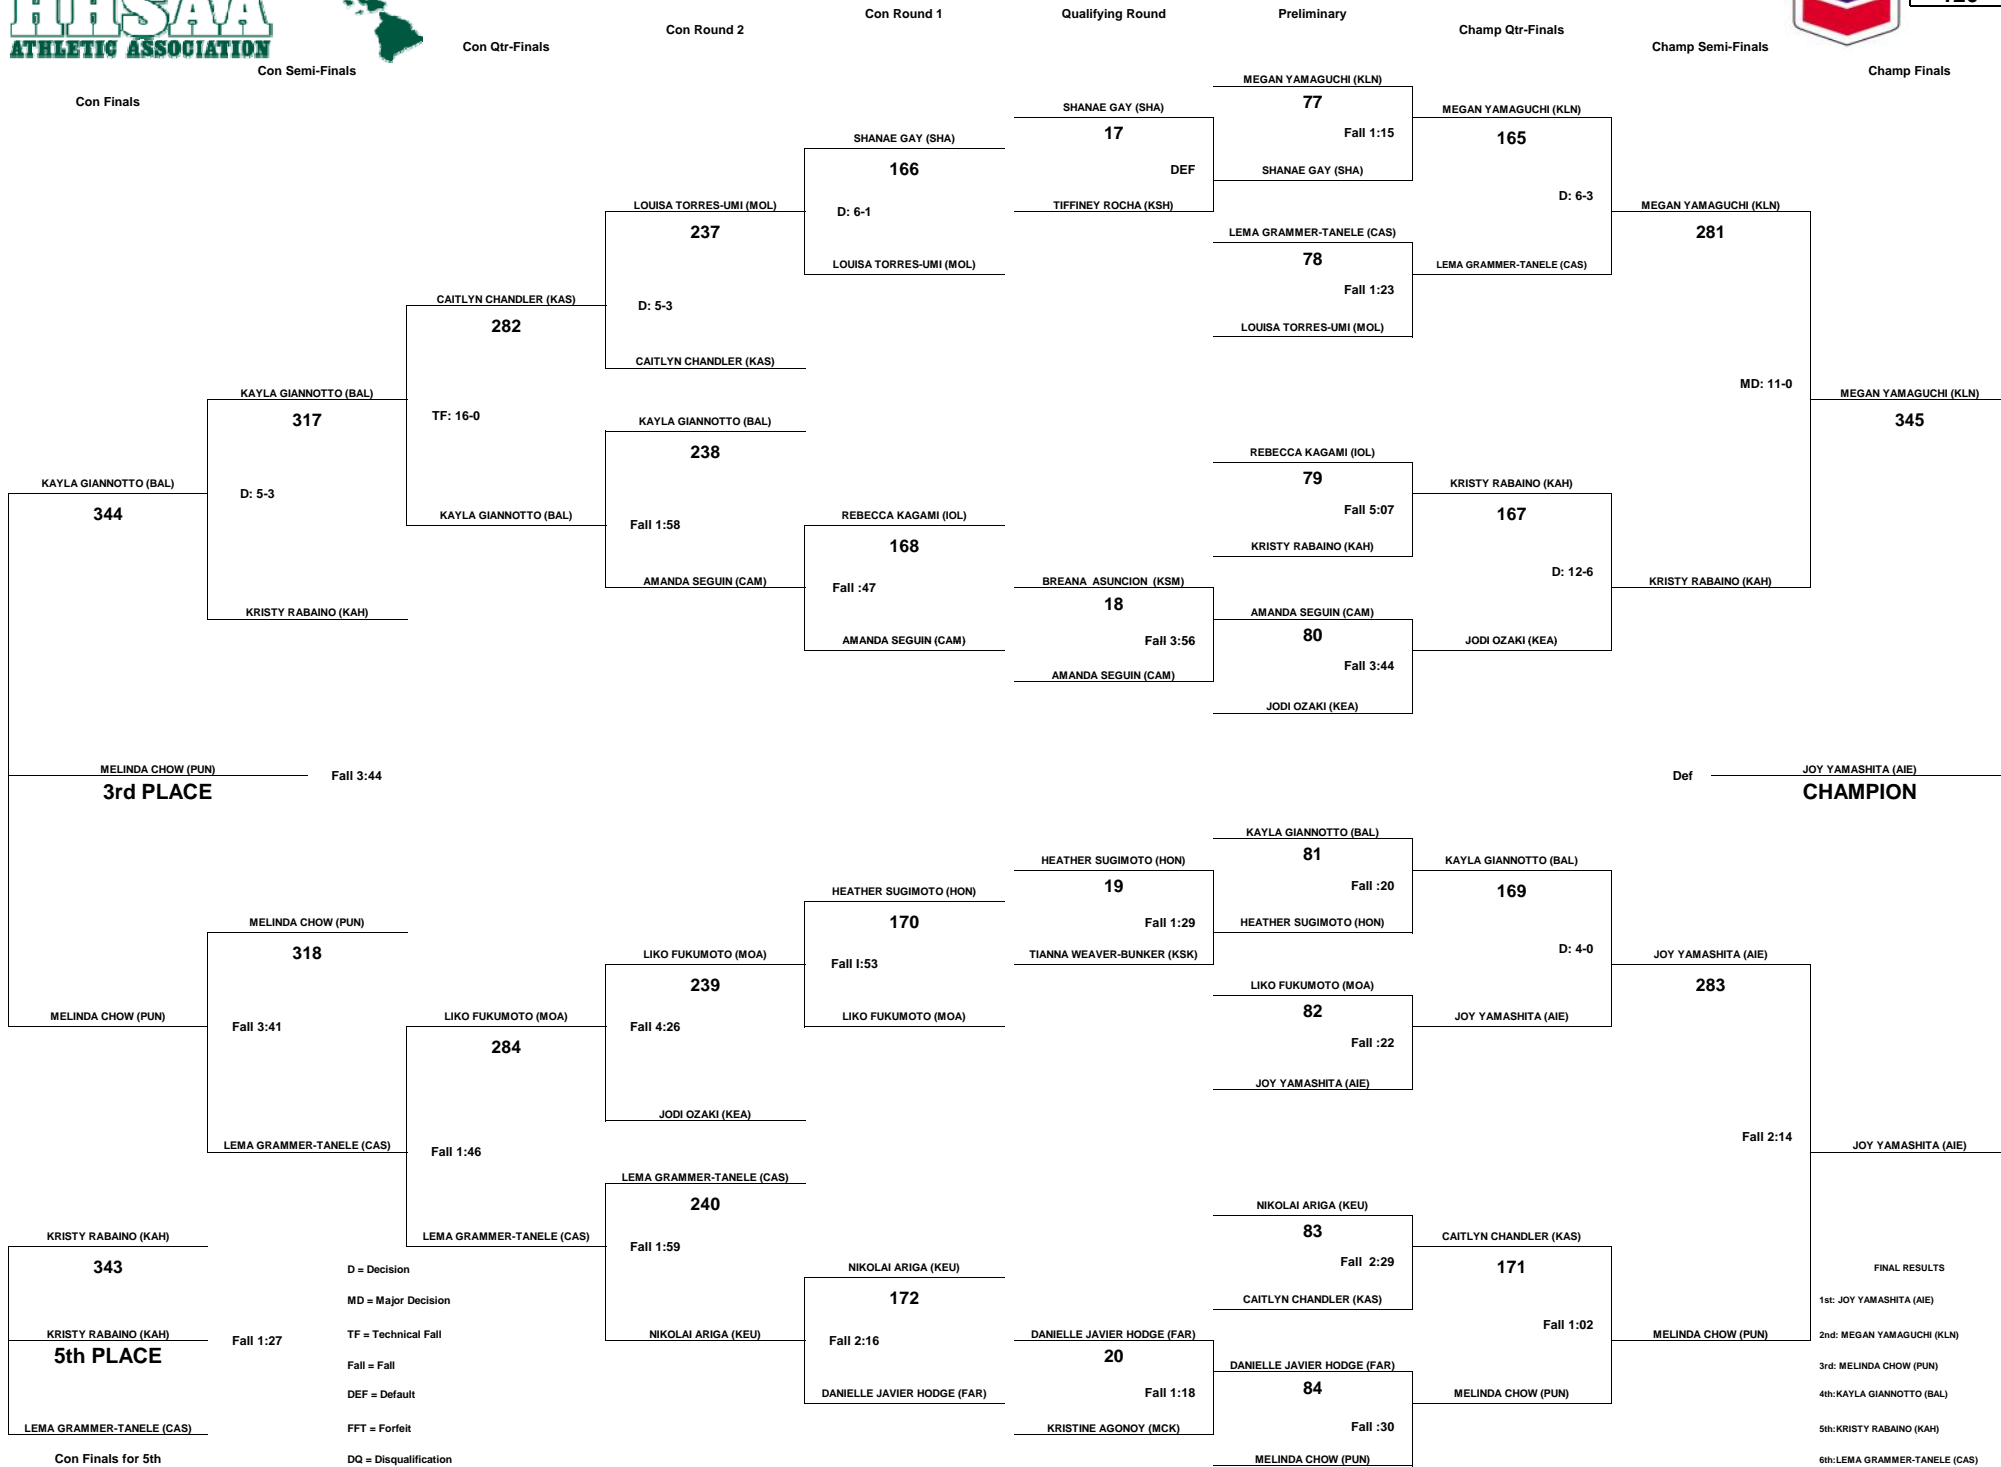 HHSAA
ATHLETIC ASSOCIATION
Con Finals
Con Semi-Finals
Con Qtr-Finals
Con Round 2
Con Round 1
Qualifying Round
Preliminary
Champ Qtr-Finals
Champ Semi-Finals
Champ Finals
MEGAN YAMAGUCHI (KLN)
77
Fall 1:15
SHANAE GAY (SHA)
SHANAE GAY (SHA)
17
DEF
TIFFINEY ROCHA (KSH)
MEGAN YAMAGUCHI (KLN)
165
D: 6-3
LEMA GRAMMER-TANELE (CAS)
SHANAE GAY (SHA)
166
D: 6-1
LOUISA TORRES-UMI (MOL)
LEMA GRAMMER-TANELE (CAS)
78
Fall 1:23
LOUISA TORRES-UMI (MOL)
LOUISA TORRES-UMI (MOL)
237
D: 5-3
CAITLYN CHANDLER (KAS)
MEGAN YAMAGUCHI (KLN)
281
MD: 11-0
KRISTY RABAINO (KAH)
CAITLYN CHANDLER (KAS)
282
TF: 16-0
KAYLA GIANNOTTO (BAL)
KAYLA GIANNOTTO (BAL)
317
D: 5-3
KRISTY RABAINO (KAH)
KAYLA GIANNOTTO (BAL)
238
Fall 1:58
AMANDA SEGUIN (CAM)
MEGAN YAMAGUCHI (KLN)
345
REBECCA KAGAMI (IOL)
79
Fall 5:07
KRISTY RABAINO (KAH)
KRISTY RABAINO (KAH)
167
D: 12-6
JODI OZAKI (KEA)
KAYLA GIANNOTTO (BAL)
344
REBECCA KAGAMI (IOL)
168
Fall :47
AMANDA SEGUIN (CAM)
BREANA ASUNCION (KSM)
18
Fall 3:56
AMANDA SEGUIN (CAM)
AMANDA SEGUIN (CAM)
80
Fall 3:44
JODI OZAKI (KEA)
MELINDA CHOW (PUN)
Fall 3:44
3rd PLACE
Def
JOY YAMASHITA (AIE)
CHAMPION
KAYLA GIANNOTTO (BAL)
81
Fall :20
HEATHER SUGIMOTO (HON)
HEATHER SUGIMOTO (HON)
19
Fall 1:29
TIANNA WEAVER-BUNKER (KSK)
KAYLA GIANNOTTO (BAL)
169
D: 4-0
JOY YAMASHITA (AIE)
HEATHER SUGIMOTO (HON)
170
Fall I:53
LIKO FUKUMOTO (MOA)
MELINDA CHOW (PUN)
318
Fall 3:41
LEMA GRAMMER-TANELE (CAS)
LIKO FUKUMOTO (MOA)
239
Fall 4:26
JODI OZAKI (KEA)
LIKO FUKUMOTO (MOA)
82
Fall :22
JOY YAMASHITA (AIE)
JOY YAMASHITA (AIE)
283
Fall 2:14
MELINDA CHOW (PUN)
MELINDA CHOW (PUN)
LIKO FUKUMOTO (MOA)
284
Fall 1:46
LEMA GRAMMER-TANELE (CAS)
JOY YAMASHITA (AIE)
LEMA GRAMMER-TANELE (CAS)
240
Fall 1:59
NIKOLAI ARIGA (KEU)
NIKOLAI ARIGA (KEU)
83
Fall 2:29
CAITLYN CHANDLER (KAS)
CAITLYN CHANDLER (KAS)
171
Fall 1:02
MELINDA CHOW (PUN)
NIKOLAI ARIGA (KEU)
172
Fall 2:16
DANIELLE JAVIER HODGE (FAR)
DANIELLE JAVIER HODGE (FAR)
20
Fall 1:18
KRISTINE AGONOY (MCK)
DANIELLE JAVIER HODGE (FAR)
84
Fall :30
MELINDA CHOW (PUN)
KRISTY RABAINO (KAH)
343
KRISTY RABAINO (KAH)
Fall 1:27
5th PLACE
LEMA GRAMMER-TANELE (CAS)
Con Finals for 5th
D = Decision
MD = Major Decision
TF = Technical Fall
Fall = Fall
DEF = Default
FFT = Forfeit
DQ = Disqualification
FINAL RESULTS
1st: JOY YAMASHITA (AIE)
2nd: MEGAN YAMAGUCHI (KLN)
3rd: MELINDA CHOW (PUN)
4th:KAYLA GIANNOTTO (BAL)
5th:KRISTY RABAINO (KAH)
6th:LEMA GRAMMER-TANELE (CAS)